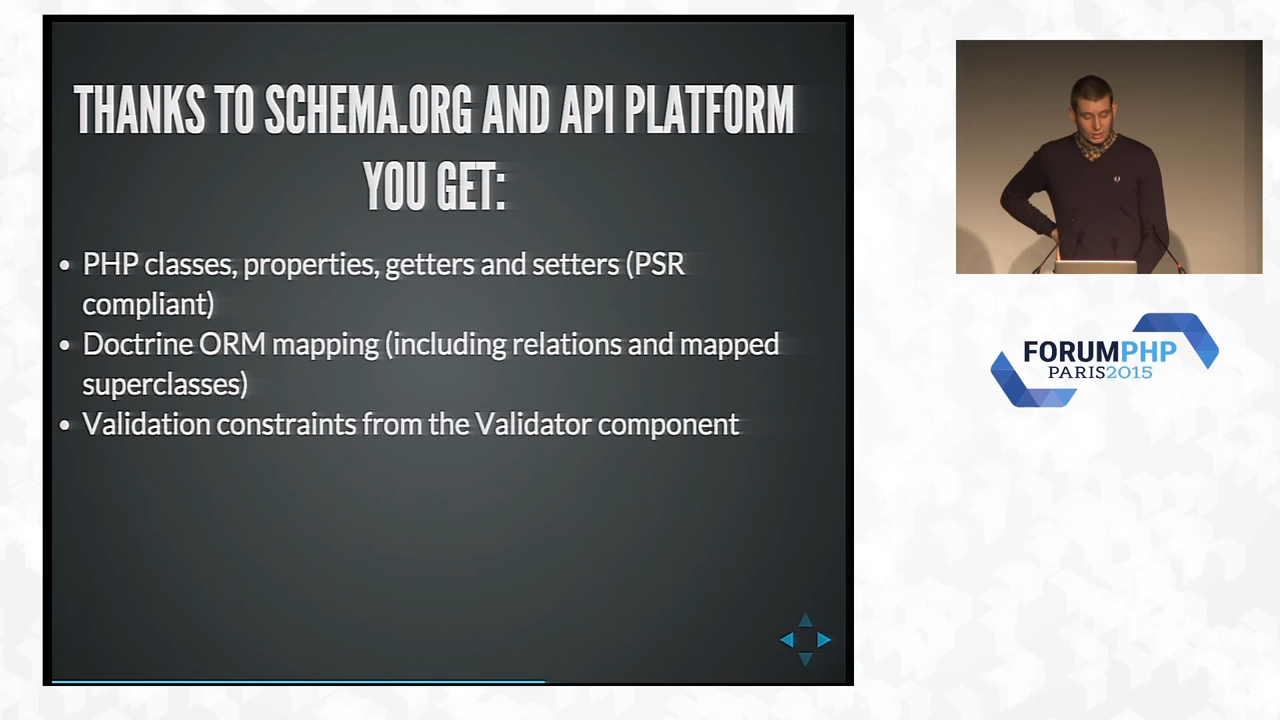 THANKS TO SCHEMA.ORG AND API PLATFORM
YOU GET:
• PHP classes, properties, getters and setters (PSR
compliant)
• Doctrine ORM mapping (including relations and mapped
superclasses)
• Validation constraints from the Validator component
FORUMPHP
PARIS2015